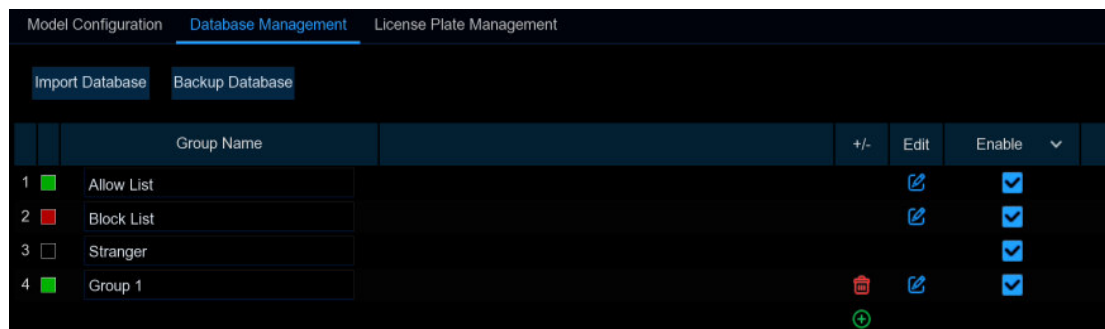 Model Configuration Database Management License Plate Management
Import Database Backup Database
Group Name +/- Edit Enable
1 Allow List
2 Block List
3 Stranger
4 Group 1